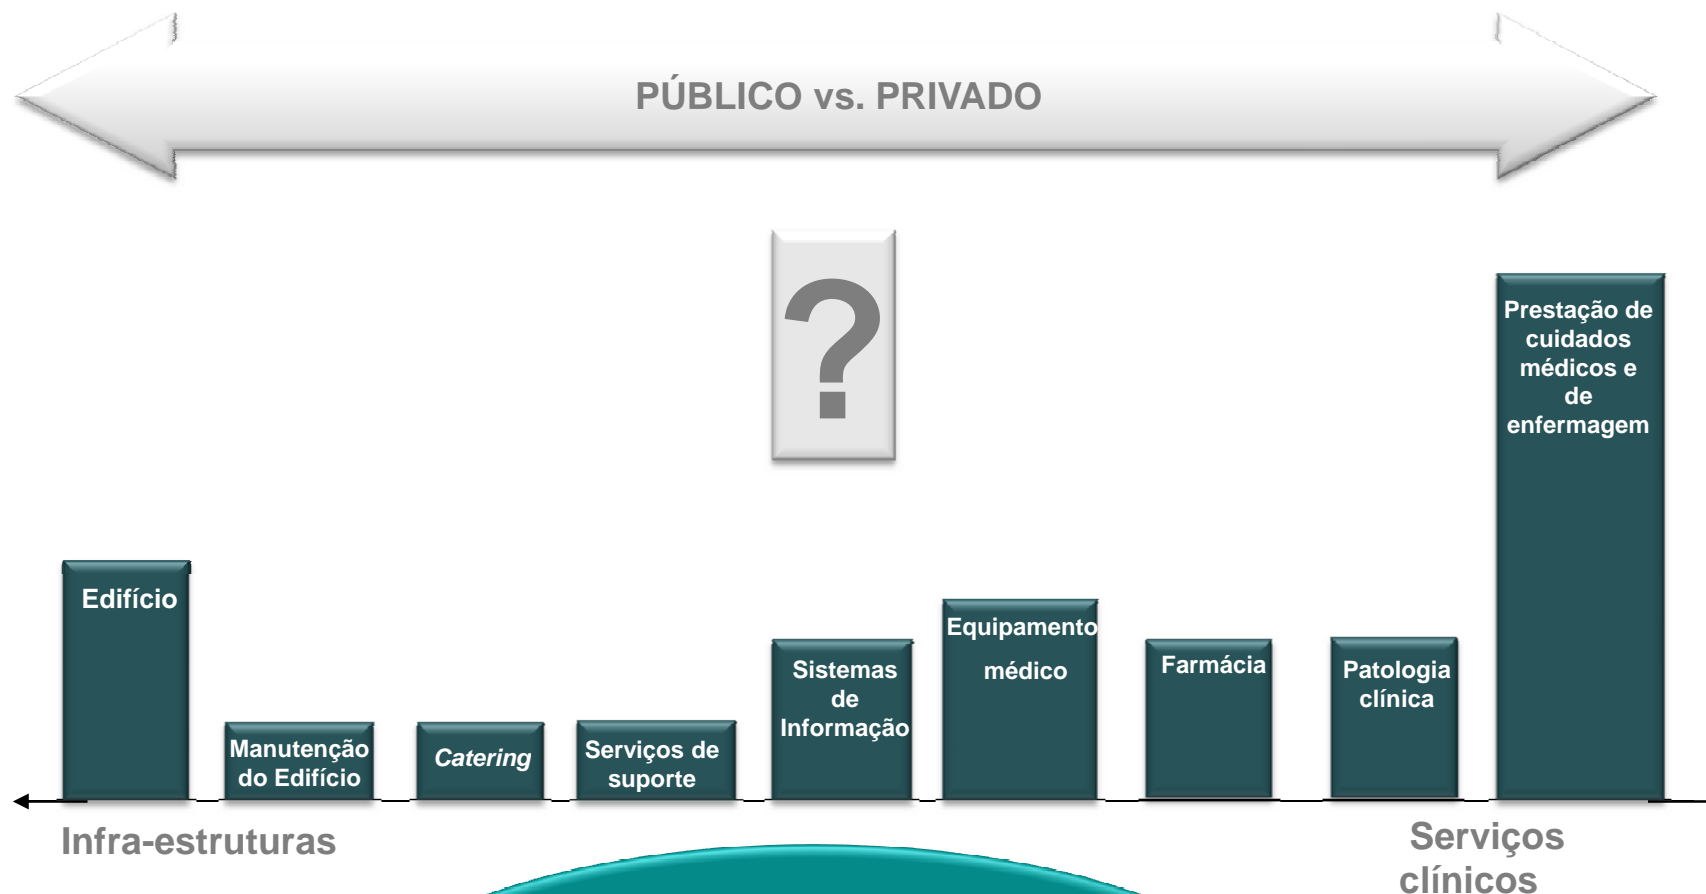 PÚBLICO vs. PRIVADO
?
Prestação de
cuidados
médicos e
de
enfermagem
Edifício
Manutenção
do Edifício
Catering
Serviços de
suporte
Sistemas
de
Informação
Equipamento
médico
Farmácia
Patologia
clínica
Infra-estruturas
Serviços
clínicos